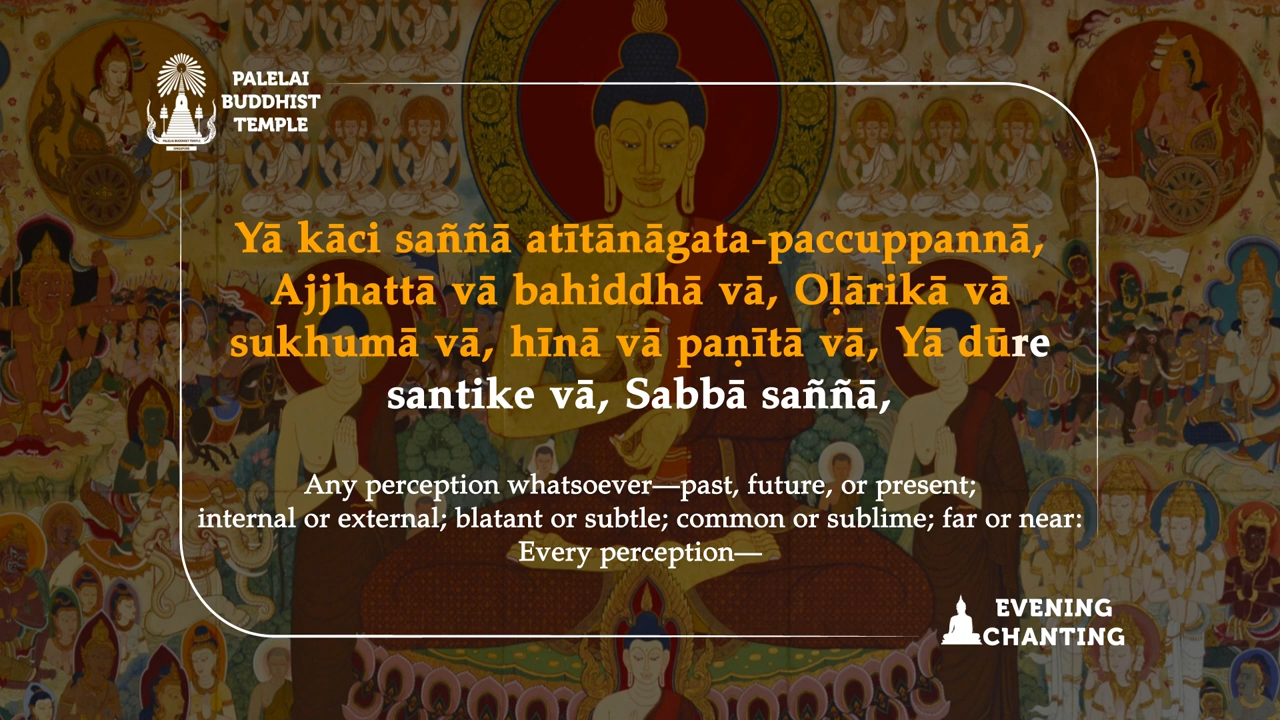 PALELAI
BUDDHIST
TEMPLE
Yā kāci saññā atītānāgata-paccuppannā,
Ajjhattā vā bahiddhā vā, Oḷārikā vā
sukhumā vā, hīnā vā paṇītā vā, Yā dūre
santike vā, Sabbā saññā,
Any perception whatsoever—past, future, or present;
internal or external; blatant or subtle; common or sublime; far or near:
Every perception—
EVENING
CHANTING